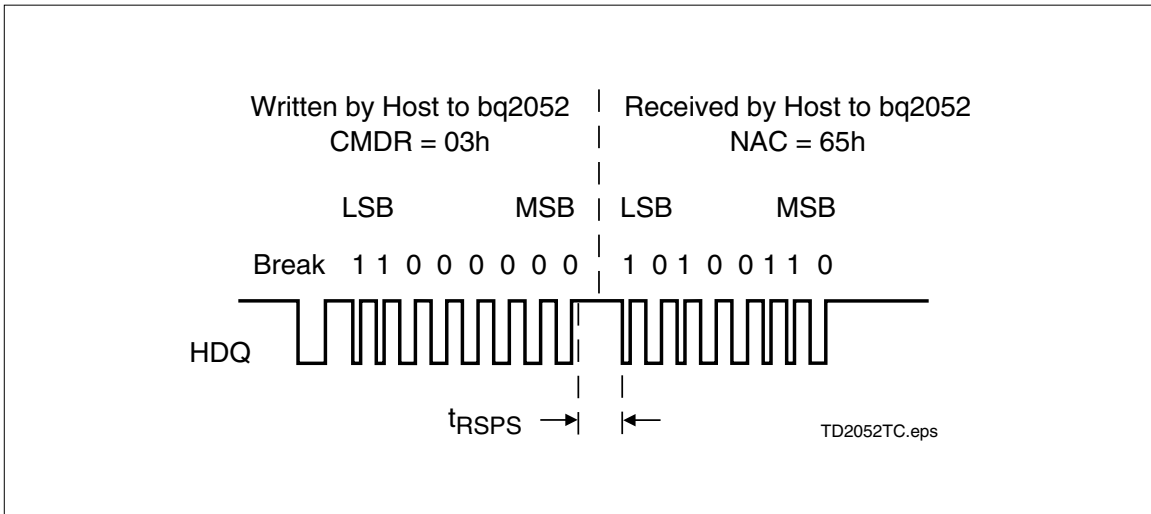 Written by Host to bq2052
CMDR = 03h
Received by Host to bq2052
NAC = 65h
LSB MSB LSB MSB
Break 1 1 0 0 0 0 0 0 1 0 1 0 0 1 1 0
HDQ
tRSPS
TD2052TC.eps